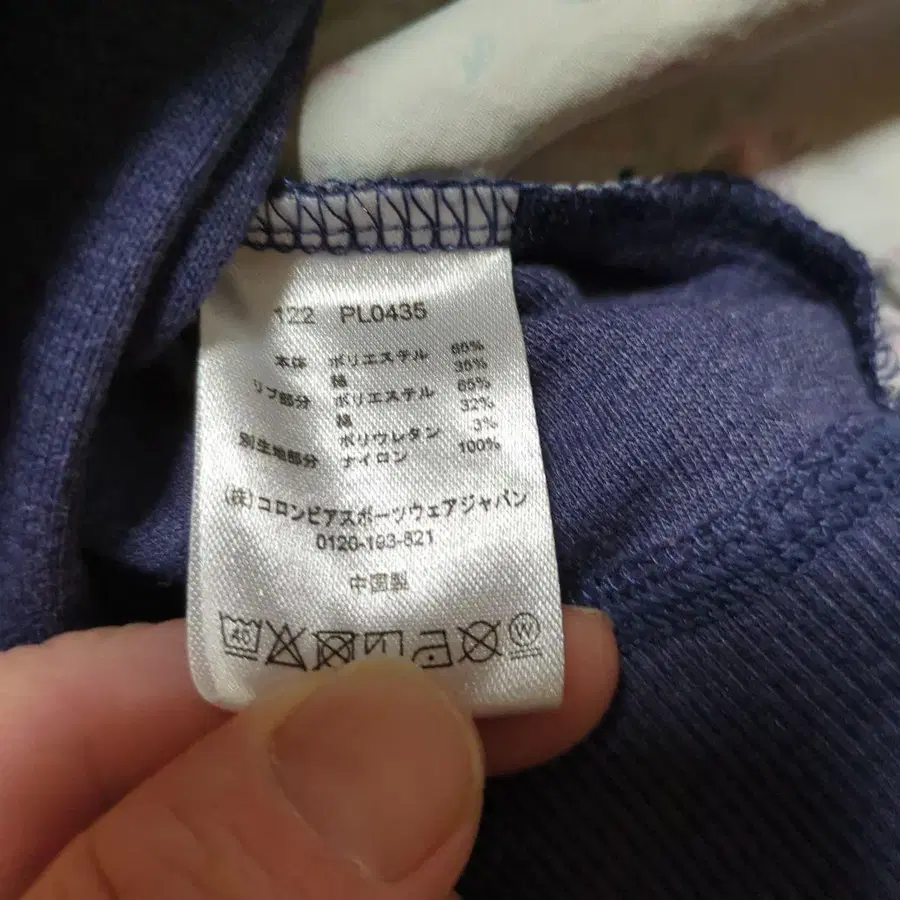 122 PL0435
本体 ポリエステル 65%
綿 35%
リブ部分 ポリエステル 65%
綿 32%
ポリウレタン 3%
別生地部分 ナイロン 100%
(株)コロンビアスポーツウェアジャパン
0120-193-821
中国製
40 W